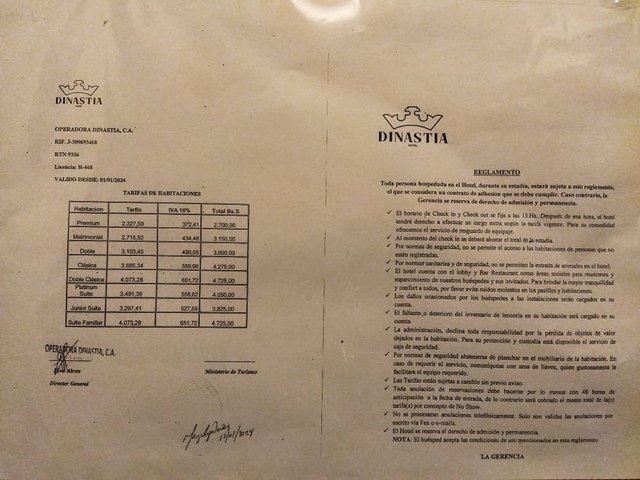 DINASTIA
OPERADORA DINASTIA, C.A.
RIF. J-309693468
RTN 9356
Licencia: H-468
VALIDO DESDE: 01/01/2024
TARIFAS DE HABITACIONES
Habitacion Tarifa IVA 16% Total Bs.S
Premium 2.327,59 372,41 2.700,00
Matrimonial 2.715,52 434,48 3.150,00
Doble 3.103,45 496,55 3.600,00
Clásica 3.685,34 589,66 4.275,00
Doble Clásica 4.073,28 651,72 4.725,00
Platinum Suite 3.491,38 558,62 4.050,00
Junior Suite 3.297,41 527,59 3.825,00
Suite Familiar 4.073,28 651,72 4.725,00
OPERADORA DINASTIA, C.A.
Director General
Ministerio de Turismo
DINASTIA
HOTEL
REGLAMENTO
Toda persona hospedada en el Hotel, durante su estadía, estará sujeta a este reglamento,
el que se considera un contrato de adhesión que se debe cumplir. Caso contrario, la
Gerencia se reserva de derecho de admisión y permanencia.
✓ El horario de Check in y Check out se fija a las 13.Hs. Después de esa hora, el hotel
tendrá derecho a efectuar un cargo extra según la tarifa vigente. Para su comodidad
ofrecemos el servicio de resguardo de equipaje.
✓ Al momento del check in se deberá abonar el total de la estadía.
✓ Por normas de seguridad, no se permite el acceso a las habitaciones de personas que no
estén registradas.
✓ Por normas sanitarias y de seguridad, no se permiten la entrada de animales en el hotel.
✓ El hotel cuenta con el lobby y Bar Restaurant como áreas sociales para reuniones y
esparcimiento de nuestros huéspedes y sus invitados. Para brindar la mayor tranquilidad
y confort a todos, por favor evite ruidos molestos en los pasillos y habitaciones.
✓ Los daños ocasionados por los huéspedes a las instalaciones serán cargados en su
cuenta.
✓ El faltante o deterioro del inventario de lencería en su habitación será cargado en su
cuenta.
✓ La administración, declina toda responsabilidad por la pérdida de objetos de valor
dejados en la habitación. Para su protección y custodia está disponible el servicio de
caja de seguridad.
✓ Por normas de seguridad abstenerse de planchar en el mobiliario de la habitación. En
caso de requerir el servicio, comuníquese con ama de llaves, quien gustosamente le
facilitara el equipo requerido.
✓ Las Tarifas están sujetas a cambio sin previo aviso.
✓ Toda anulación de reservaciones debe hacerse por lo menos con 48 horas de
anticipación a la fecha de entrada, de lo contrario será cobrado el monto total de la(s)
tarifa(s) por concepto de No Show.
✓ No se procesaran anulaciones telefónicamente. Solo son validas las anulaciones por
escrito vía Fax o e-mails.
✓ El Hotel se reserva el derecho de admisión y permanencia.
NOTA: El huésped acepta las condiciones de uso mencionados en este reglamento
LA GERENCIA